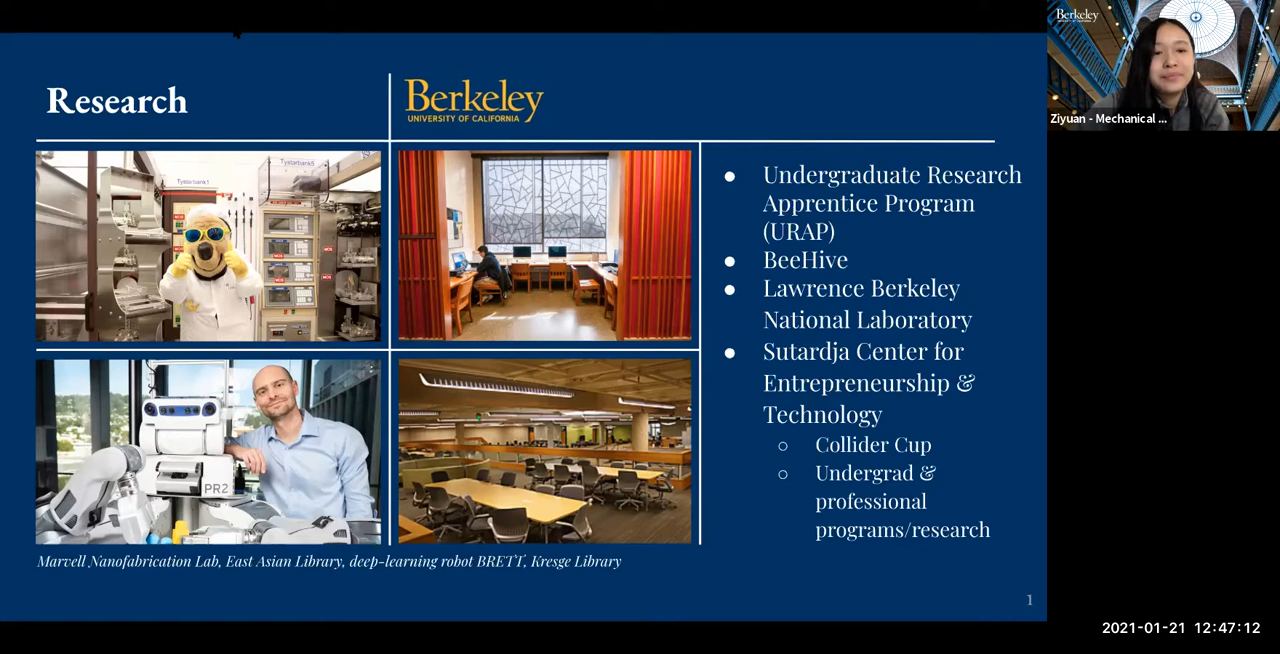 Research
Berkeley
UNIVERSITY OF CALIFORNIA
Tystarbank1
Tystarbank5
PR2
● Undergraduate Research
Apprentice Program
(URAP)
● BeeHive
● Lawrence Berkeley
National Laboratory
● Sutardja Center for
Entrepreneurship &
Technology
○ Collider Cup
○ Undergrad &
professional
programs/research
Marvell Nanofabrication Lab, East Asian Library, deep-learning robot BRETT, Kresge Library
1
Berkeley
Ziyuan - Mechanical ...
2021-01-21 12:47:12